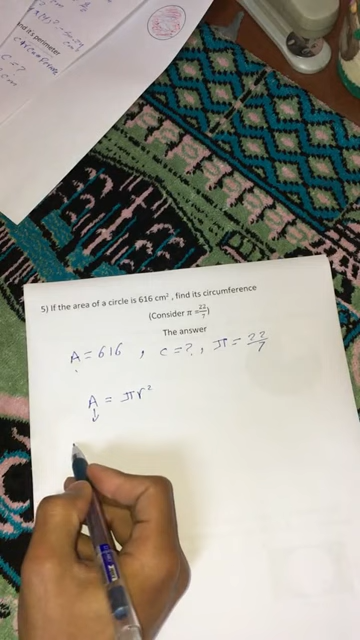 c = ?
5) If the area of a circle is 616 cm² , find its circumference
(Consider π = 22/7)
The answer
A = 616 , c = ? , π = 22/7
A = πr²